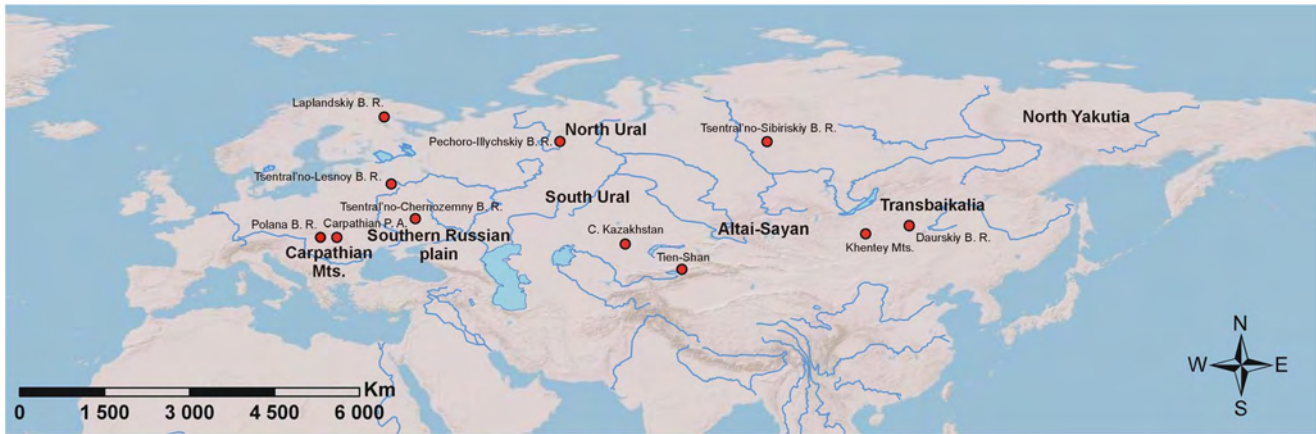 Laplandskiy B. R.
Pechoro-Illychskiy B. R.
North Ural
Tsentral'no-Sibiriskiy B. R.
North Yakutia
Tsentral'no-Lesnoy B. R.
South Ural
Tsentral'no-Chernozemny B. R.
Transbaikalia
Polana B. R.
Carpathian P. A.
Southern Russian
plain
C. Kazakhstan
Altai-Sayan
Khentey Mts.
Daurskiy B. R.
Carpathian
Mts.
Tien-Shan
N
W
E
S
Km
0 1 500 3 000 4 500 6 000